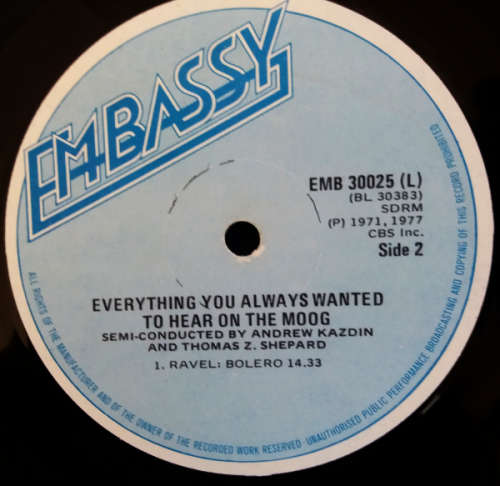 EMBASSY
EMB 30025 (L)
(BL 30383)
SDRM
(P) 1971, 1977
CBS Inc.
Side 2
EVERYTHING YOU ALWAYS WANTED
TO HEAR ON THE MOOG
SEMI-CONDUCTED BY ANDREW KAZDIN
AND THOMAS Z. SHEPARD
1. RAVEL: BOLERO 14.33
ALL RIGHTS OF THE MANUFACTURER AND OF THE OWNER OF THE RECORDED WORK RESERVED · UNAUTHORISED PUBLIC PERFORMANCE BROADCASTING AND COPYING OF THIS RECORD PROHIBITED